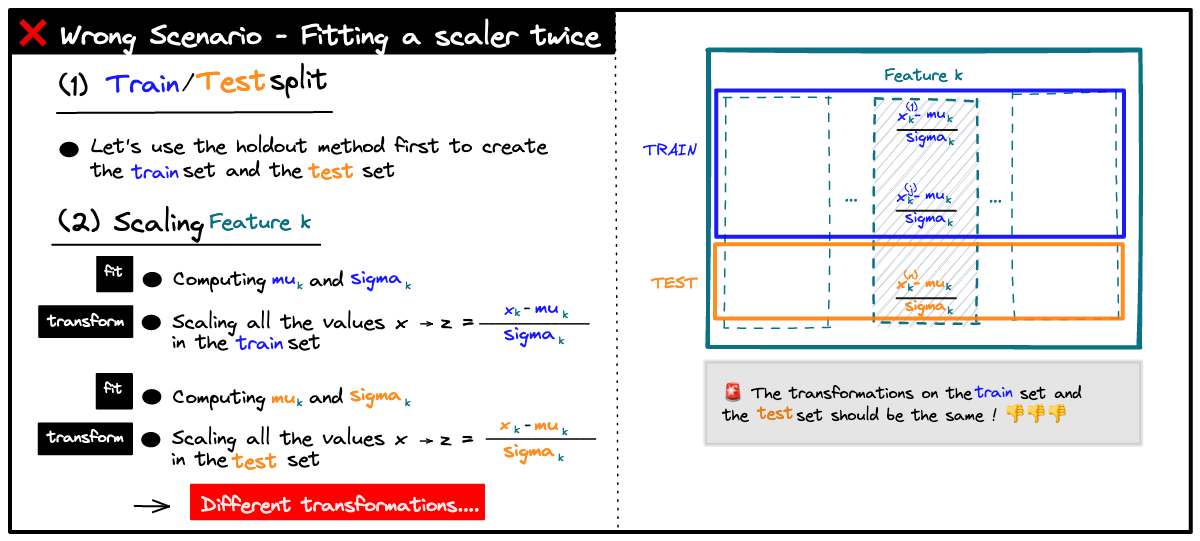 ❌ Wrong Scenario - Fitting a scaler twice
(1) Train/Test split
● Let's use the holdout method first to create
the train set and the test set
(2) Scaling Feature k
fit ● Computing mu k and sigma k
transform ● Scaling all the values x → z = xk - mu k / sigma k
in the train set
fit ● Computing mu k and sigma k
transform ● Scaling all the values x → z = xk - mu k / sigma k
in the test set
→ Different transformations....
Feature k
TRAIN
x k (1) - mu k / sigma k
... x k (j) - mu k / sigma k ...
TEST
x k (n) - mu k / sigma k
🚨 The transformations on the train set and
the test set should be the same ! 👎👎👎